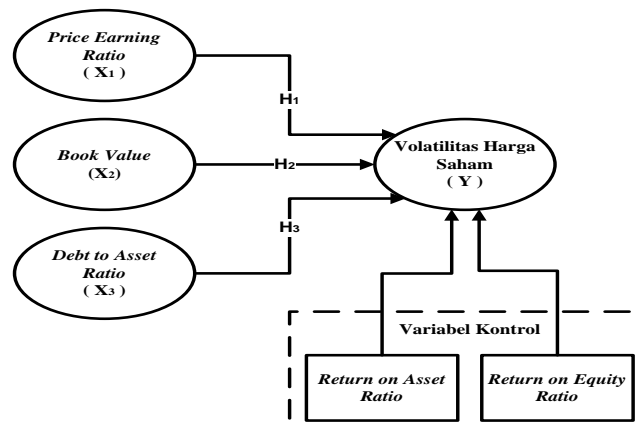 Price Earning
Ratio
( X₁ )
H₁
Book Value
(X₂)
H₂
Volatilitas Harga
Saham
( Y )
H₃
Debt to Asset
Ratio
( X₃ )
Variabel Kontrol
Return on Asset
Ratio
Return on Equity
Ratio